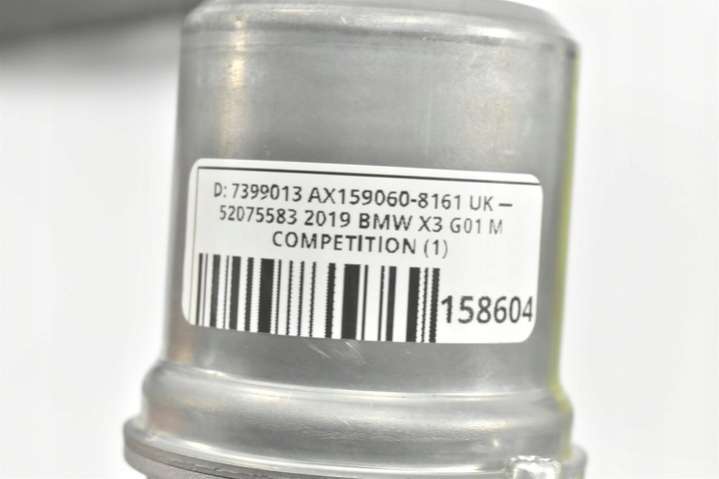 D: 7399013 AX159060-8161 UK —
52075583 2019 BMW X3 G01 M
COMPETITION (1)
158604